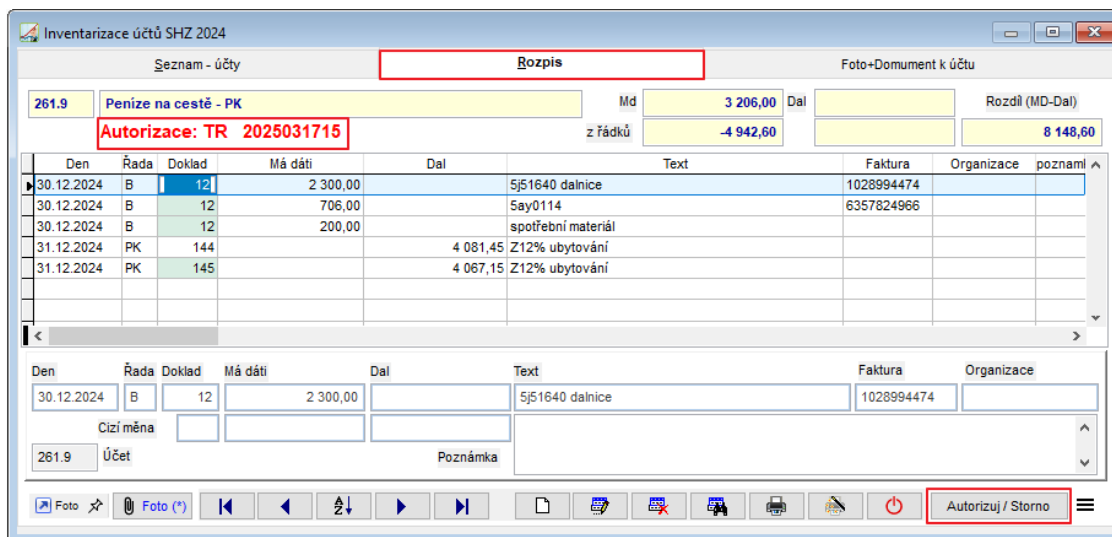 Inventarizace účtů SHZ 2024
Seznam - účty Rozpis Foto+Domument k účtu
261.9 Peníze na cestě - PK Md 3 206,00 Dal Rozdíl (MD-Dal)
Autorizace: TR 2025031715 z řádků -4 942,60 8 148,60
Den Řada Doklad Má dáti Dal Text Faktura Organizace poznaml
30.12.2024 B 12 2 300,00 5j51640 dalnice 1028994474
30.12.2024 B 12 706,00 5ay0114 6357824966
30.12.2024 B 12 200,00 spotřební materiál
31.12.2024 PK 144 4 081,45 Z12% ubytování
31.12.2024 PK 145 4 067,15 Z12% ubytování
Den Řada Doklad Má dáti Dal Text Faktura Organizace
30.12.2024 B 12 2 300,00 5j51640 dalnice 1028994474
Cizí měna
261.9 Účet Poznámka
Foto Foto (*) A Z Autorizuj / Storno